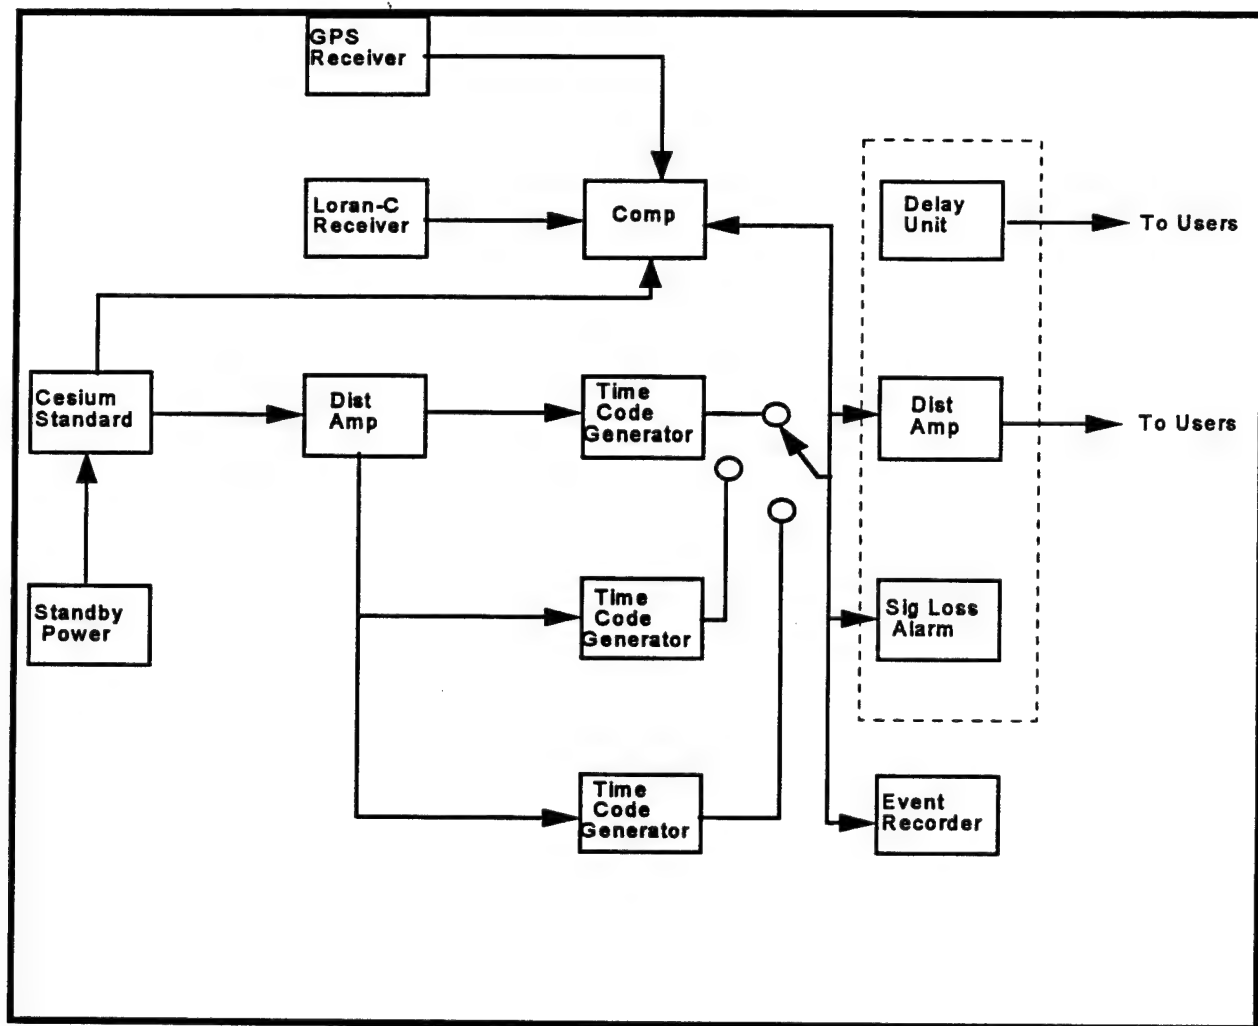 GPS
Receiver
Loran-C
Receiver
Comp
Delay
Unit
To Users
Cesium
Standard
Dist
Amp
Time
Code
Generator
Dist
Amp
To Users
Standby
Power
Time
Code
Generator
Sig Loss
Alarm
Time
Code
Generator
Event
Recorder